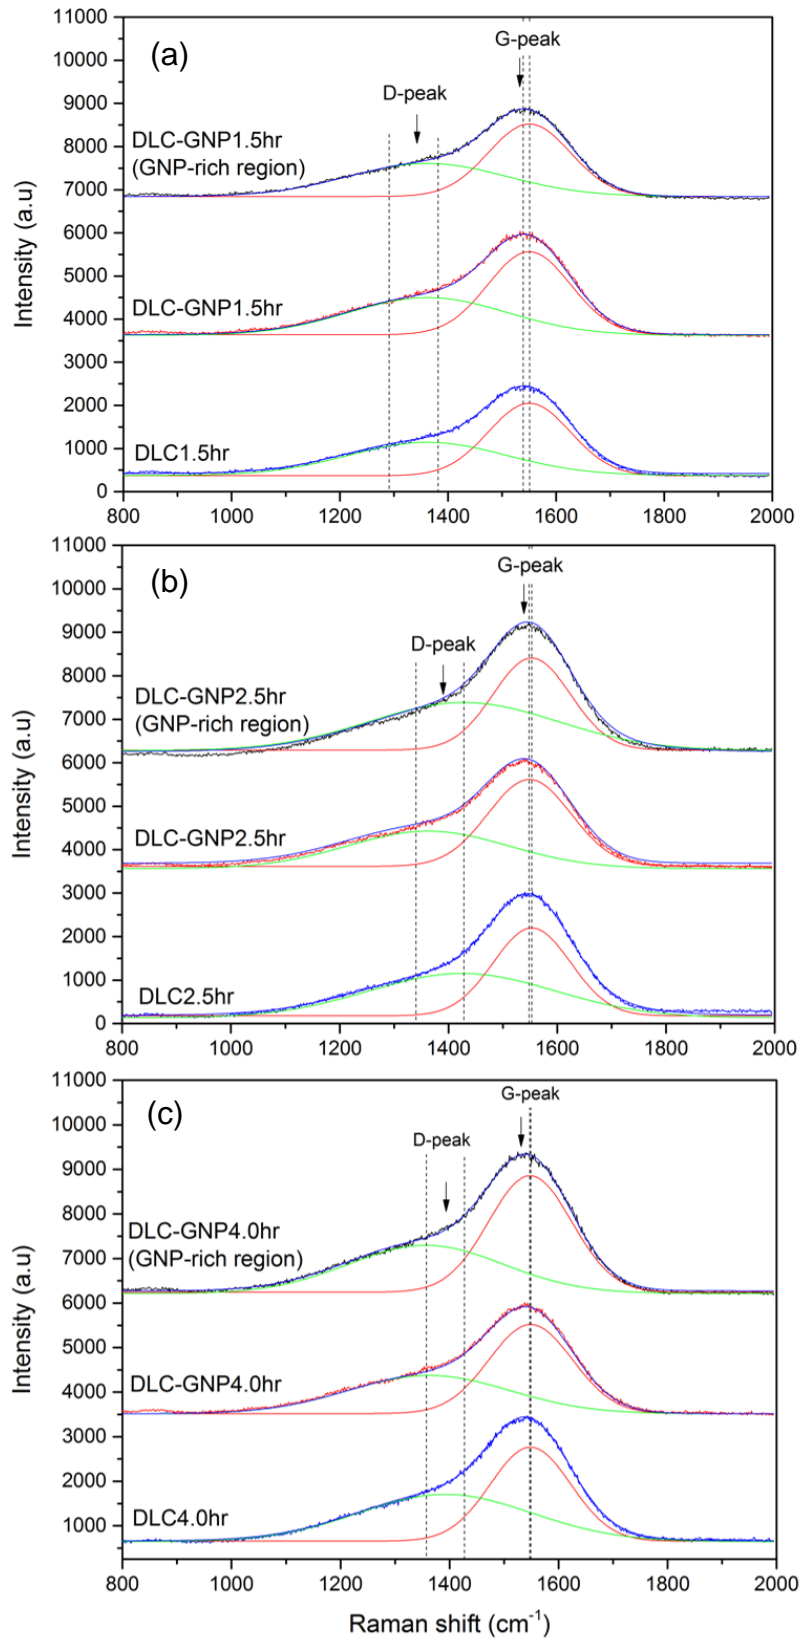 (a)
G-peak
D-peak
DLC-GNP1.5hr
(GNP-rich region)
DLC-GNP1.5hr
DLC1.5hr
Intensity (a.u)
11000
10000
9000
8000
7000
6000
5000
4000
3000
2000
1000
0
800 1000 1200 1400 1600 1800 2000
(b)
G-peak
D-peak
DLC-GNP2.5hr
(GNP-rich region)
DLC-GNP2.5hr
DLC2.5hr
Intensity (a.u)
11000
10000
9000
8000
7000
6000
5000
4000
3000
2000
1000
0
800 1000 1200 1400 1600 1800 2000
(c)
G-peak
D-peak
DLC-GNP4.0hr
(GNP-rich region)
DLC-GNP4.0hr
DLC4.0hr
Intensity (a.u)
11000
10000
9000
8000
7000
6000
5000
4000
3000
2000
1000
800 1000 1200 1400 1600 1800 2000
Raman shift (cm⁻¹)